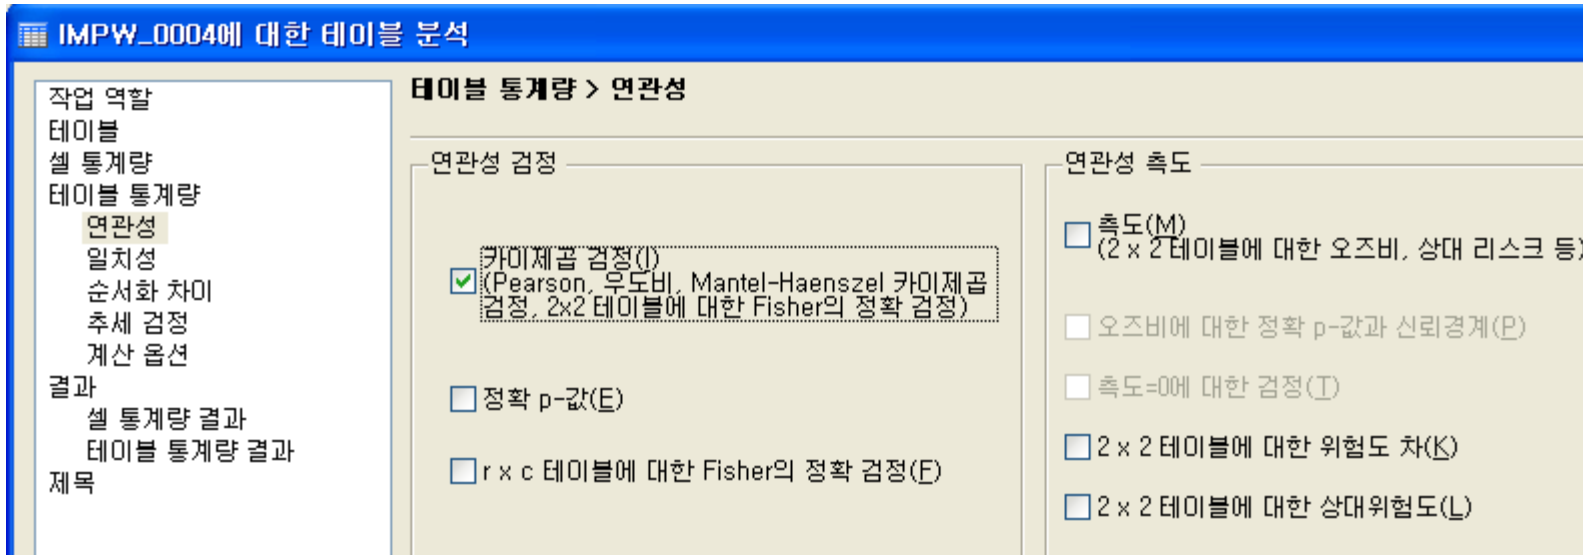 IMPW_0004에 대한 테이블 분석
작업 역할
테이블
셀 통계량
테이블 통계량
연관성
일치성
순서화 차이
추세 검정
계산 옵션
결과
셀 통계량 결과
테이블 통계량 결과
제목
테이블 통계량 > 연관성
연관성 검정
카이제곱 검정(I)
(Pearson, 우도비, Mantel-Haenszel 카이제곱
검정, 2x2 테이블에 대한 Fisher의 정확 검정)
정확 p-값(E)
r x c 테이블에 대한 Fisher의 정확 검정(F)
연관성 측도
측도(M)
(2 x 2 테이블에 대한 오즈비, 상대 리스크 등)
오즈비에 대한 정확 p-값과 신뢰경계(P)
측도=0에 대한 검정(T)
2 x 2 테이블에 대한 위험도 차(K)
2 x 2 테이블에 대한 상대위험도(L)